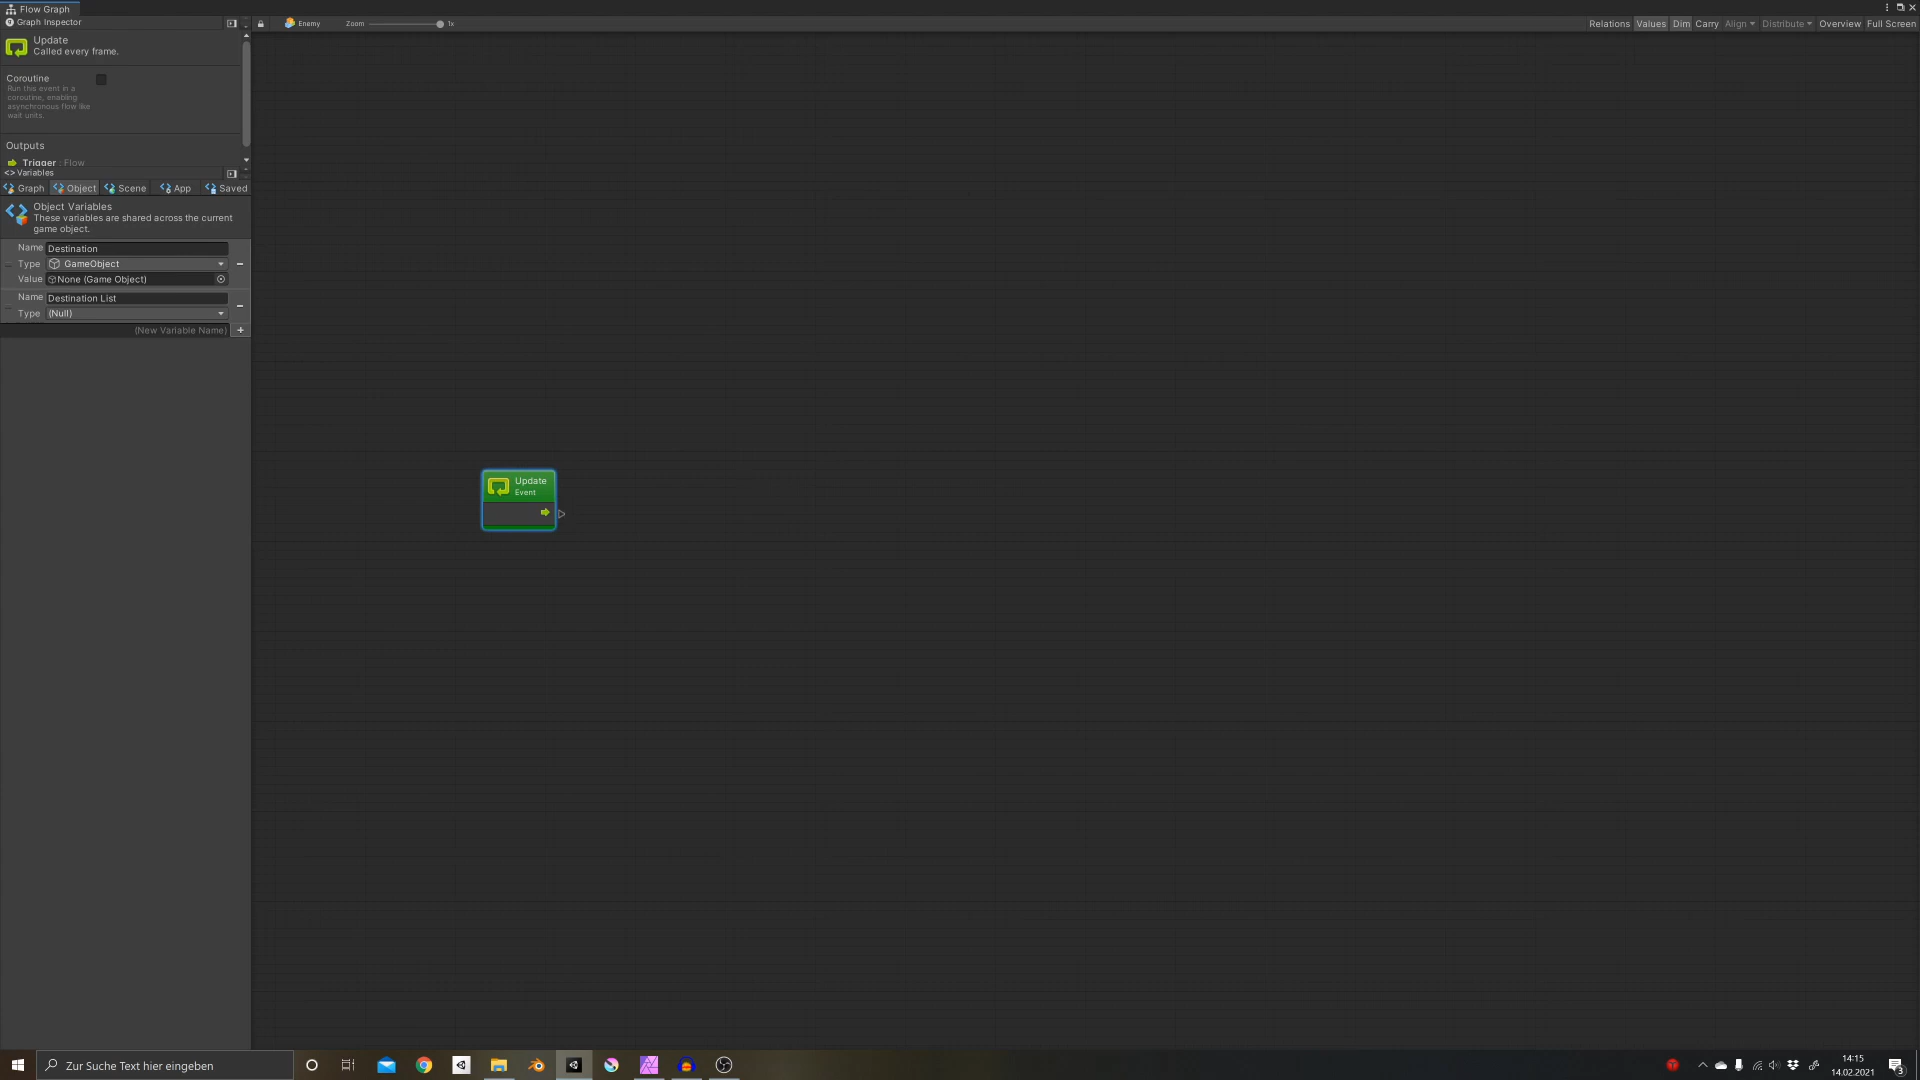 Flow Graph
Graph Inspector
Enemy
Zoom
1x
Relations
Values
Dim
Carry
Align
Distribute
Overview
Full Screen
Update
Called every frame.
Coroutine
Run this event in a
coroutine, enabling
asynchronous flow like
wait units.
Outputs
Trigger : Flow
<> Variables
Graph
Object
Scene
App
Saved
Object Variables
These variables are shared across the current
game object.
Name Destination
Type GameObject
Value None (Game Object)
Name Destination List
Type (Null)
(New Variable Name)
Update
Event
Zur Suche Text hier eingeben
14:15
14.02.2021
3